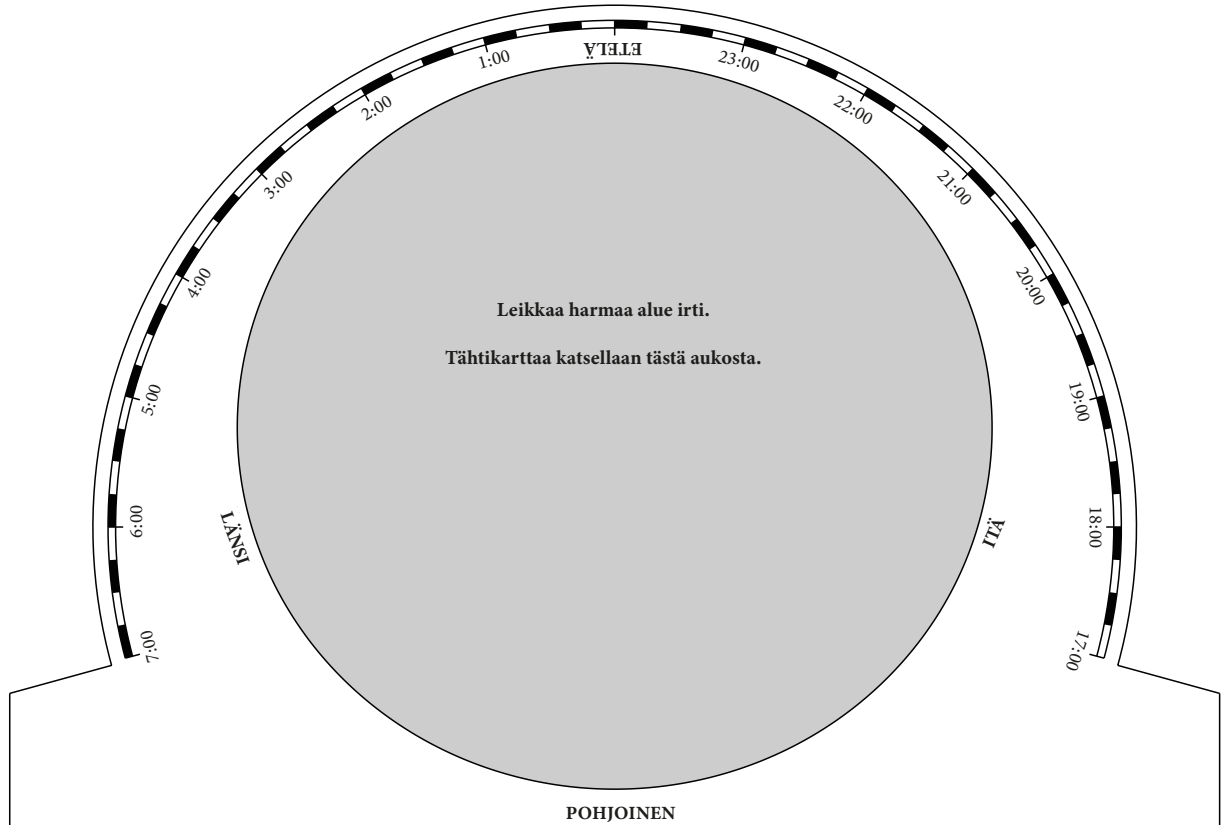 ETELÄ
1:00
2:00
3:00
4:00
5:00
6:00
7:00
23:00
22:00
21:00
20:00
19:00
18:00
17:00
Leikkaa harmaa alue irti.
Tähtikarttaa katsellaan tästä aukosta.
LÄNSI
ITÄ
POHJOINEN